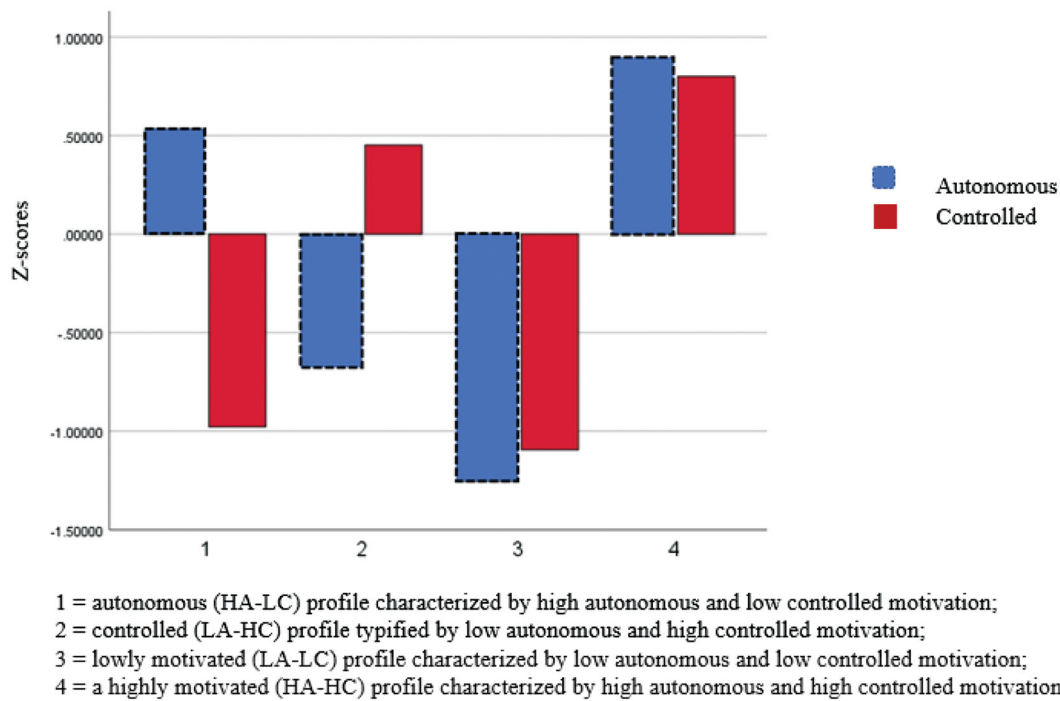 1.00000
.50000
.00000
-.50000
-1.00000
-1.50000
Z-scores
1
2
3
4
Autonomous
Controlled
1 = autonomous (HA-LC) profile characterized by high autonomous and low controlled motivation;
2 = controlled (LA-HC) profile typified by low autonomous and high controlled motivation;
3 = lowly motivated (LA-LC) profile characterized by low autonomous and low controlled motivation;
4 = a highly motivated (HA-HC) profile characterized by high autonomous and high controlled motivation